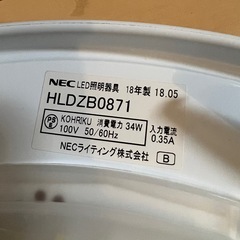 NEC LED照明器具 18年製 18.05
HLDZB0871
PS E KOHRIKU 消費電力 34W 入力電流
100V 50/60Hz 0.35A
NECライティング株式会社 B